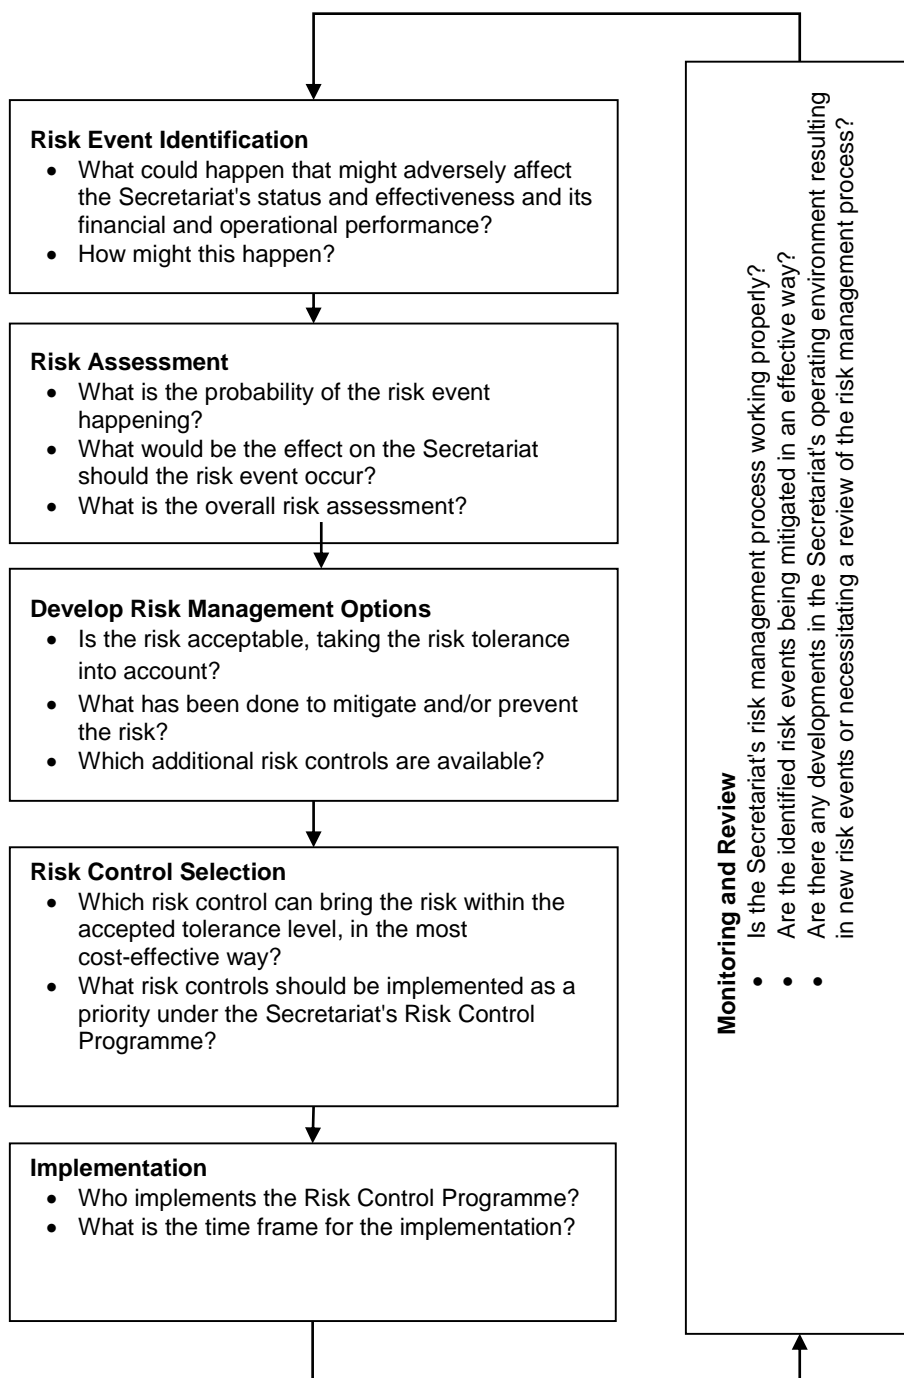 Risk Event Identification
• What could happen that might adversely affect
the Secretariat's status and effectiveness and its
financial and operational performance?
• How might this happen?
Risk Assessment
• What is the probability of the risk event
happening?
• What would be the effect on the Secretariat
should the risk event occur?
• What is the overall risk assessment?
Develop Risk Management Options
• Is the risk acceptable, taking the risk tolerance
into account?
• What has been done to mitigate and/or prevent
the risk?
• Which additional risk controls are available?
Risk Control Selection
• Which risk control can bring the risk within the
accepted tolerance level, in the most
cost-effective way?
• What risk controls should be implemented as a
priority under the Secretariat's Risk Control
Programme?
Implementation
• Who implements the Risk Control Programme?
• What is the time frame for the implementation?
Monitoring and Review
• Is the Secretariat's risk management process working properly?
• Are the identified risk events being mitigated in an effective way?
• Are there any developments in the Secretariat's operating environment resulting
in new risk events or necessitating a review of the risk management process?